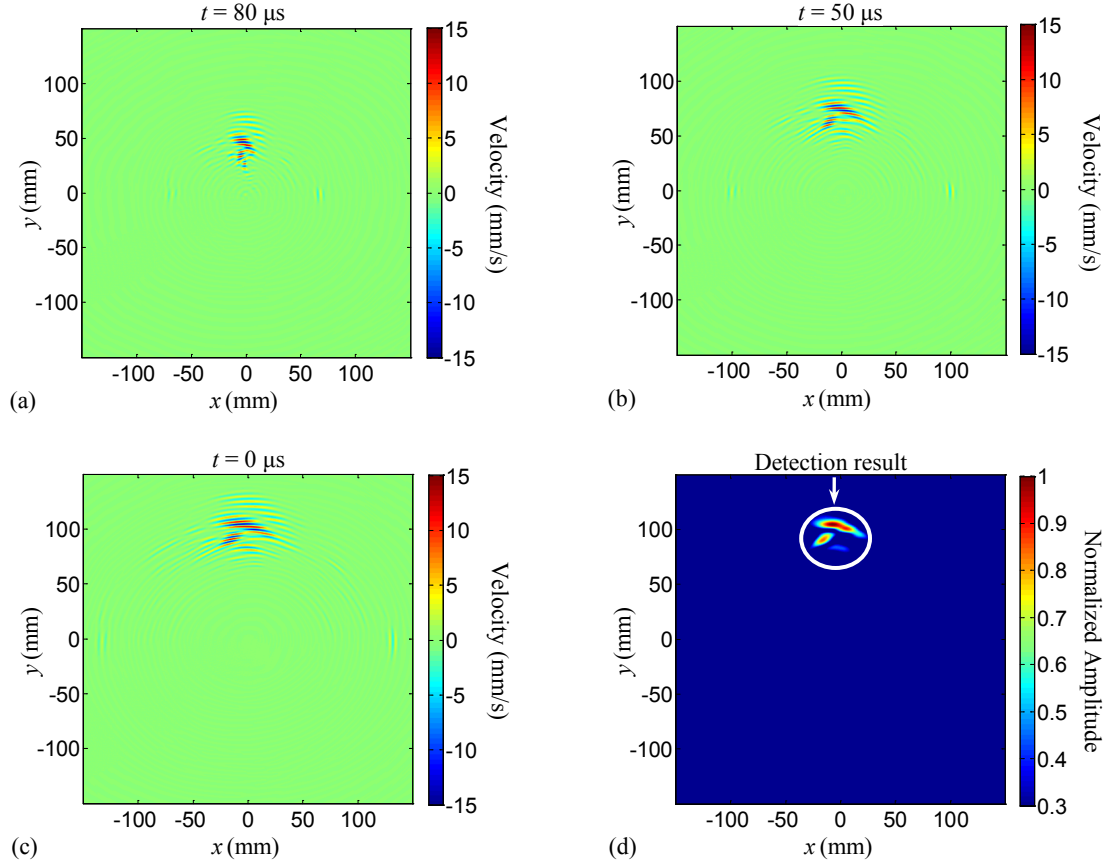 t = 80 µs
100
50
0
-50
-100
y (mm)
-100 -50 0 50 100
x (mm)
15
10
5
0
-5
-10
-15
Velocity (mm/s)
(a)
t = 50 µs
100
50
0
-50
-100
y (mm)
-100 -50 0 50 100
x (mm)
15
10
5
0
-5
-10
-15
Velocity (mm/s)
(b)
t = 0 µs
100
50
0
-50
-100
y (mm)
-100 -50 0 50 100
x (mm)
15
10
5
0
-5
-10
-15
Velocity (mm/s)
(c)
Detection result
100
50
0
-50
-100
y (mm)
-100 -50 0 50 100
x (mm)
1
0.9
0.8
0.7
0.6
0.5
0.4
0.3
Normalized Amplitude
(d)